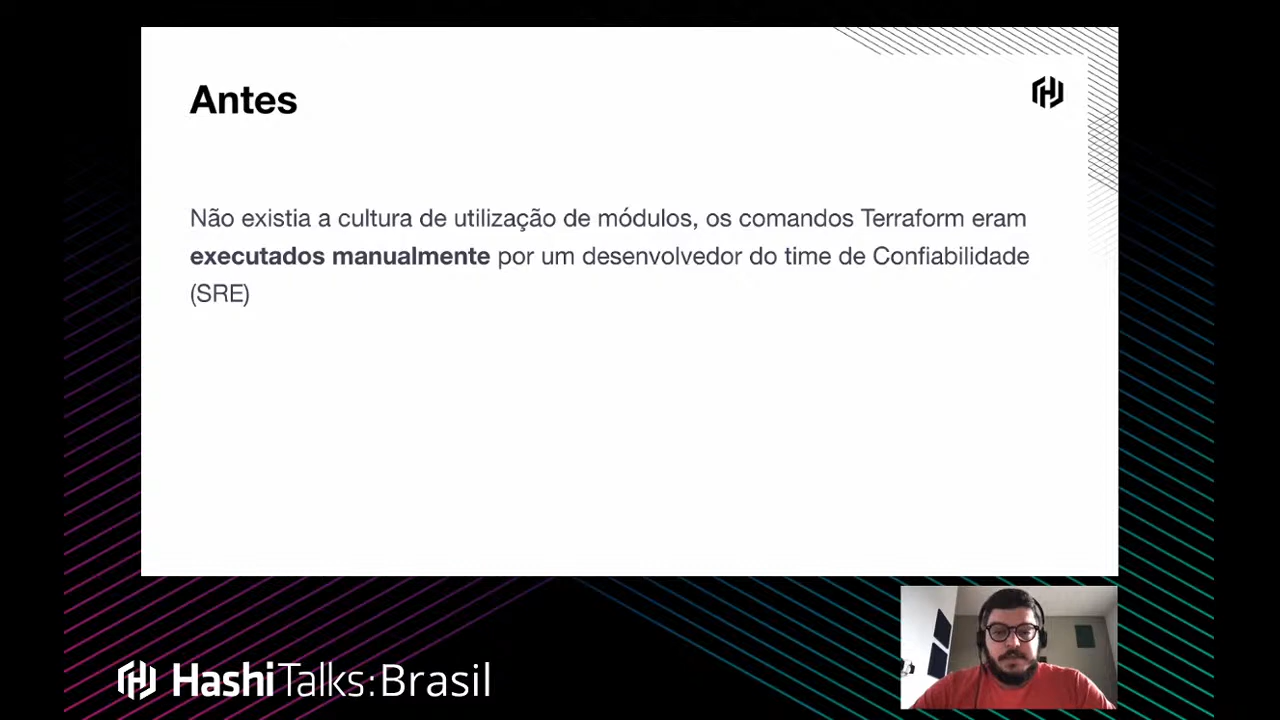 Antes
Não existia a cultura de utilização de módulos, os comandos Terraform eram
executados manualmente por um desenvolvedor do time de Confiabilidade
(SRE)
HashiTalks:Brasil